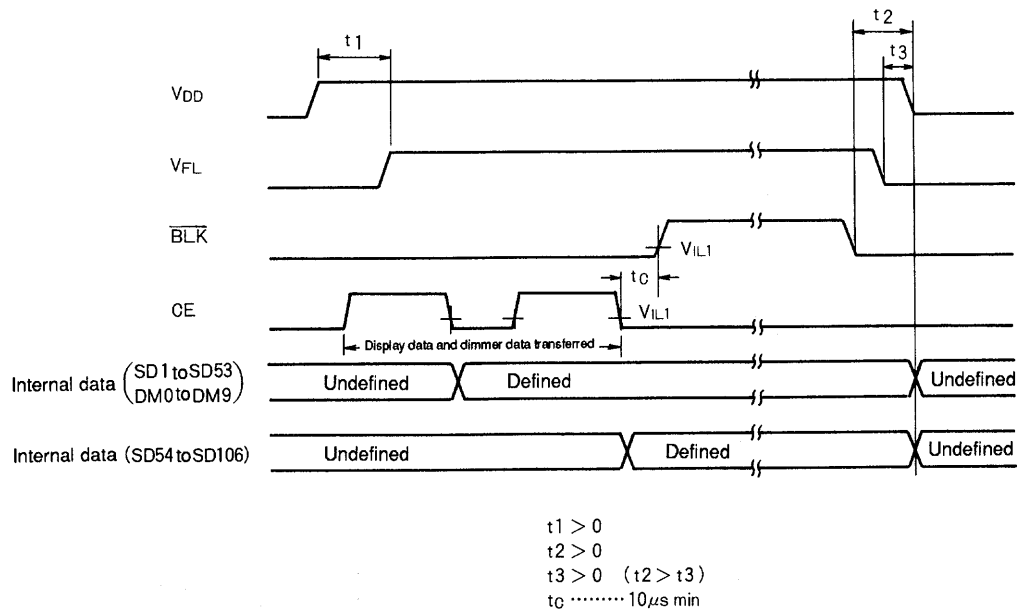 t1
t2
t3
VDD
VFL
BLK
VIL1
tC
CE
VIL1
Display data and dimmer data transferred
Internal data (SD1 to SD53
DM0 to DM9)
Undefined
Defined
Undefined
Internal data (SD54 to SD106)
Undefined
Defined
Undefined
t1 > 0
t2 > 0
t3 > 0 (t2 > t3)
tC ········· 10μs min